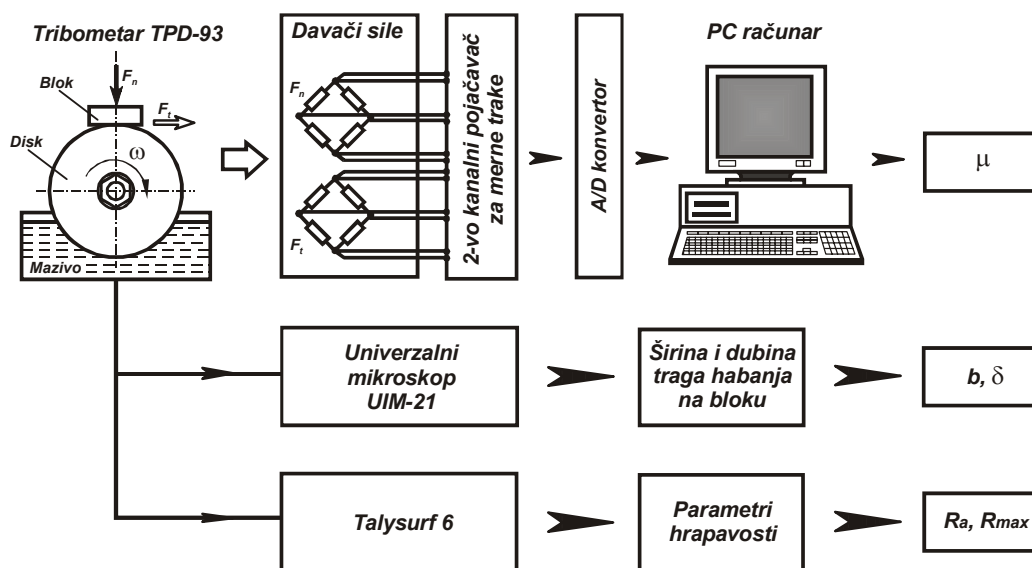 Tribometar TPD-93
Davači sile
PC računar
Fn
Blok
Ft
Disk
ω
Mazivo
Fn
Ft
2-vo kanalni pojačavač
za merne trake
A/D konvertor
μ
Univerzalni
mikroskop
UIM-21
Širina i dubina
traga habanja
na bloku
b, δ
Talysurf 6
Parametri
hrapavosti
Ra, Rmax